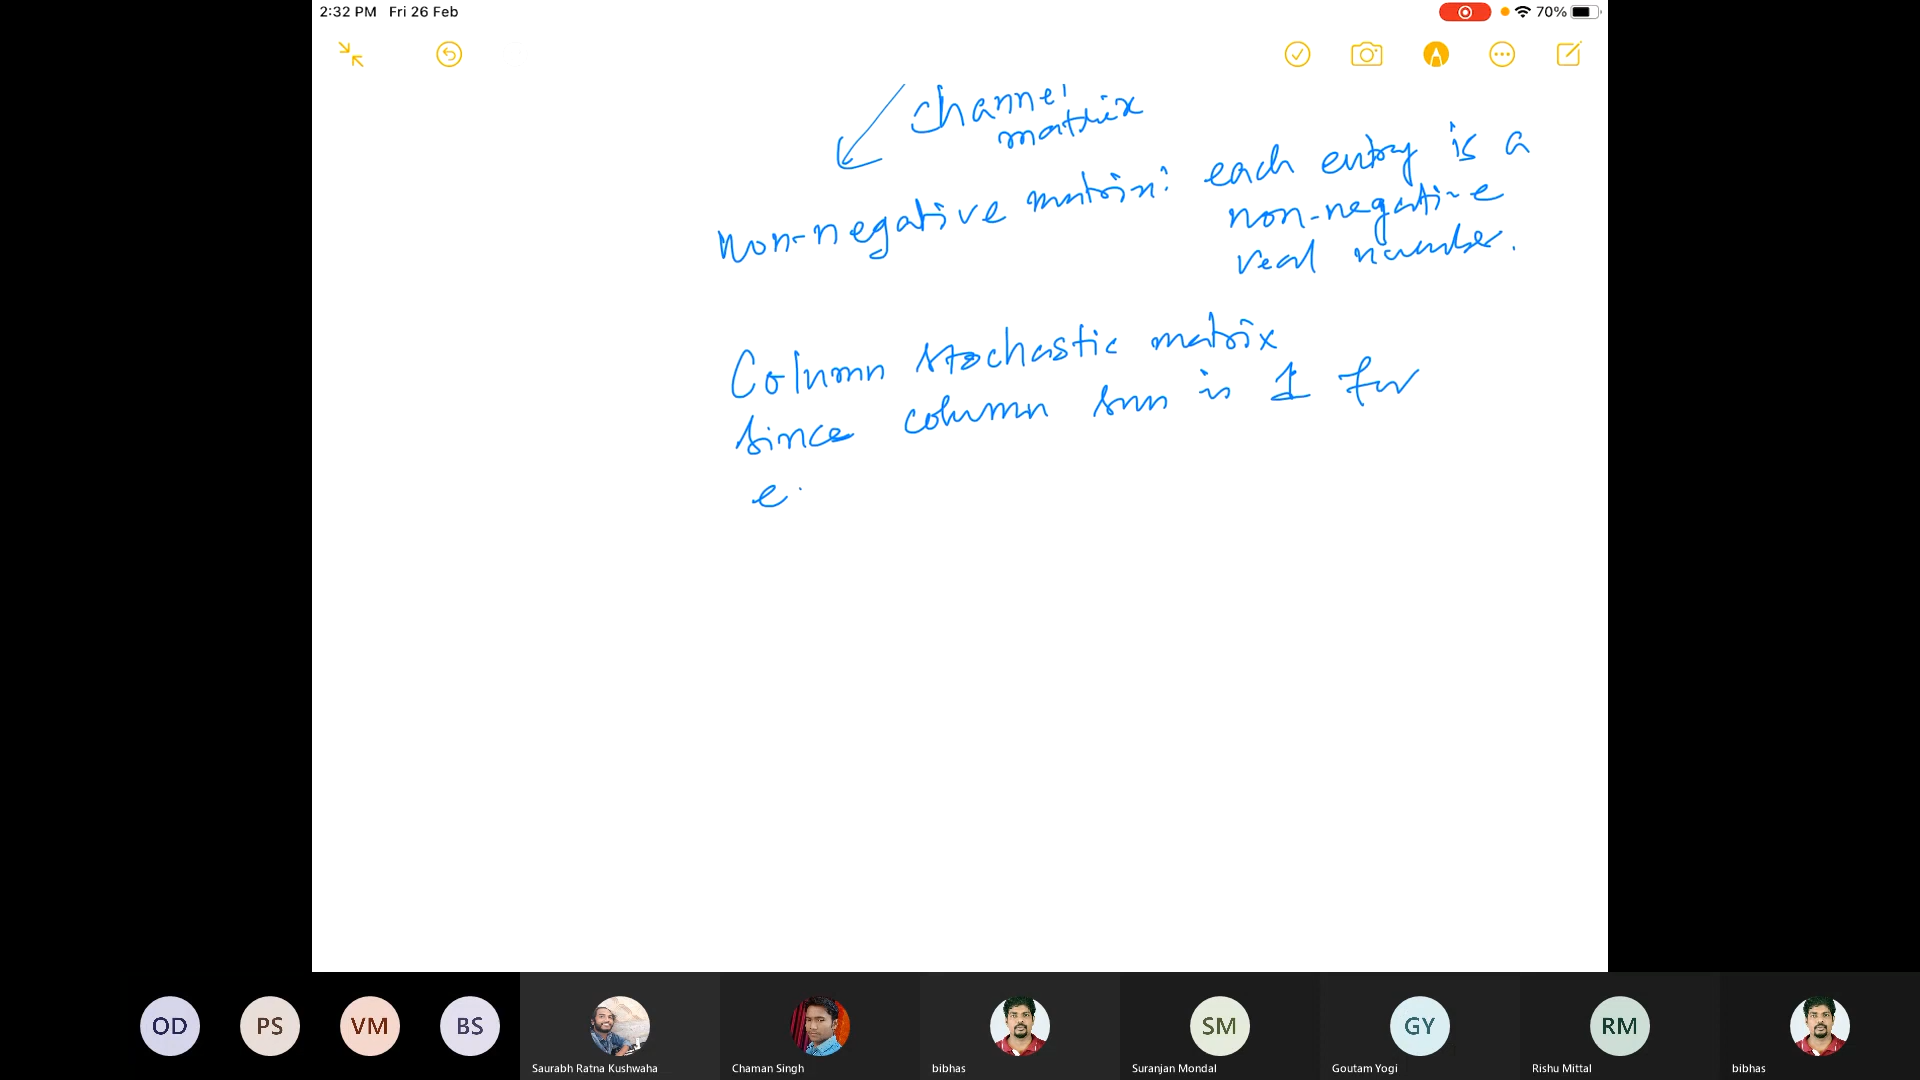 2:32 PM Fri 26 Feb
70%
channel
matrix
non-negative matrix: each entry is a
non-negative
real number.
Column stochastic matrix
since column sum is 1 for
e
OD PS VM BS SM GY RM
Saurabh Ratna Kushwaha Chaman Singh bibhas Suranjan Mondal Goutam Yogi Rishu Mittal bibhas